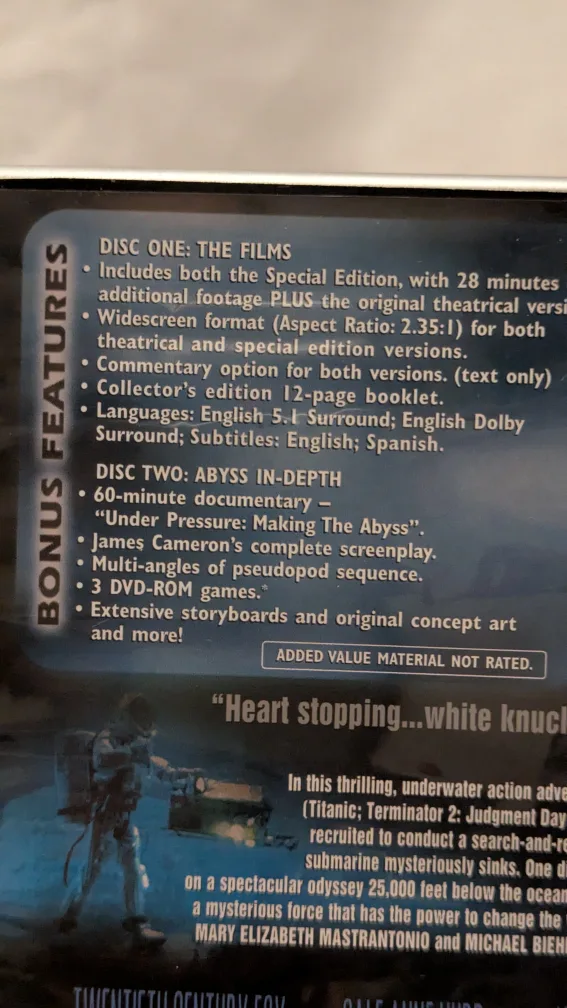 BONUS FEATURES
DISC ONE: THE FILMS
• Includes both the Special Edition, with 28 minutes
additional footage PLUS the original theatrical versi
• Widescreen format (Aspect Ratio: 2.35:1) for both
theatrical and special edition versions.
• Commentary option for both versions. (text only)
• Collector's edition 12-page booklet.
• Languages: English 5.1 Surround; English Dolby
Surround; Subtitles: English; Spanish.
DISC TWO: ABYSS IN-DEPTH
• 60-minute documentary –
“Under Pressure: Making The Abyss”.
• James Cameron's complete screenplay.
• Multi-angles of pseudopod sequence.
• 3 DVD-ROM games.*
• Extensive storyboards and original concept art
and more!
ADDED VALUE MATERIAL NOT RATED.
“Heart stopping...white knuc
In this thrilling, underwater action adve
(Titanic; Terminator 2: Judgment Day
recruited to conduct a search-and-re
submarine mysteriously sinks. One d
on a spectacular odyssey 25,000 feet below the ocean
a mysterious force that has the power to change the
MARY ELIZABETH MASTRANTONIO and MICHAEL BIEH
TWENTIETH CENTURY FOX GALE ANNE HURD